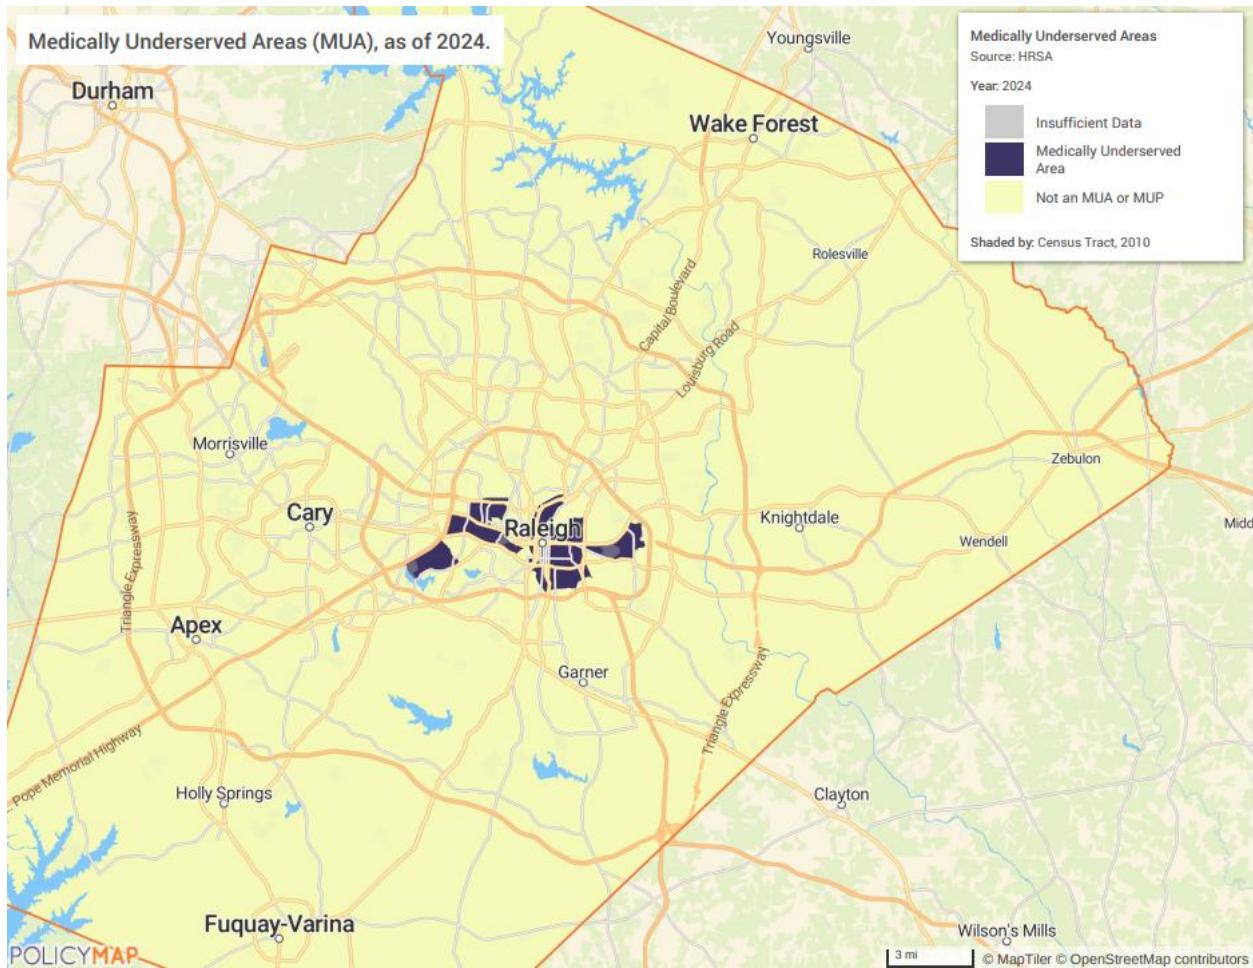 Medically Underserved Areas (MUA), as of 2024.
Medically Underserved Areas
Source: HRSA
Year: 2024
Insufficient Data
Medically Underserved
Area
Not an MUA or MUP
Shaded by: Census Tract, 2010
Youngsville
Durham
Wake Forest
Rolesville
Capital Boulevard
Louisburg Road
Morrisville
Zebulon
Cary
Raleigh
Knightdale
Midd
Wendell
Triangle Expressway
Apex
Garner
Triangle Expressway
Pope Memorial Highway
Holly Springs
Clayton
Fuquay-Varina
Wilson's Mills
POLICYMAP
3 mi
© MapTiler © OpenStreetMap contributors